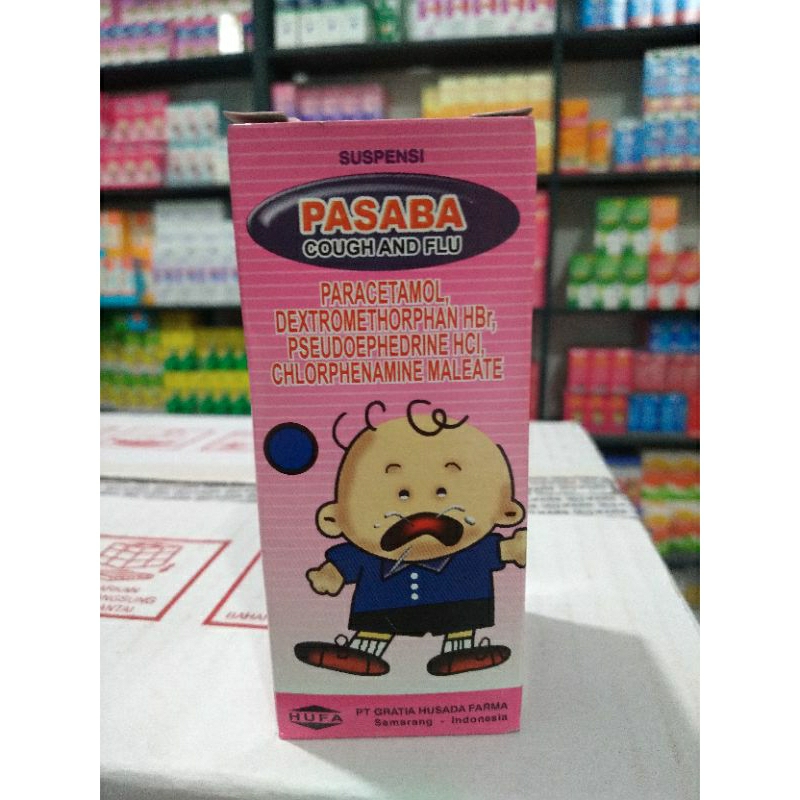 SUSPENSI
PASABA
COUGH AND FLU
PARACETAMOL,
DEXTROMETHORPHAN HBr,
PSEUDOEPHEDRINE HCl,
CHLORPHENAMINE MALEATE
HUFA
PT GRATIA HUSADA FARMA
Semarang - Indonesia